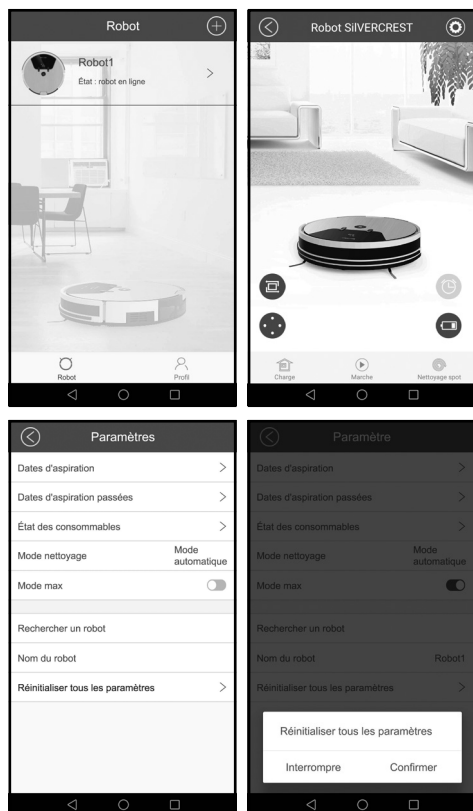 Robot
Robot1
État : robot en ligne
Robot
Profil
Robot SilVERCREST
Charge
Marche
Nettoyage spot
Paramètres
Dates d'aspiration
Dates d'aspiration passées
État des consommables
Mode nettoyage
Mode
automatique
Mode max
Rechercher un robot
Nom du robot
Réinitialiser tous les paramètres
Paramètre
Dates d'aspiration
Dates d'aspiration passées
État des consommables
Mode nettoyage
Mode
automatique
Mode max
Rechercher un robot
Nom du robot Robot1
Réinitialiser tous les paramètres
Réinitialiser tous les paramètres
Interrompre Confirmer